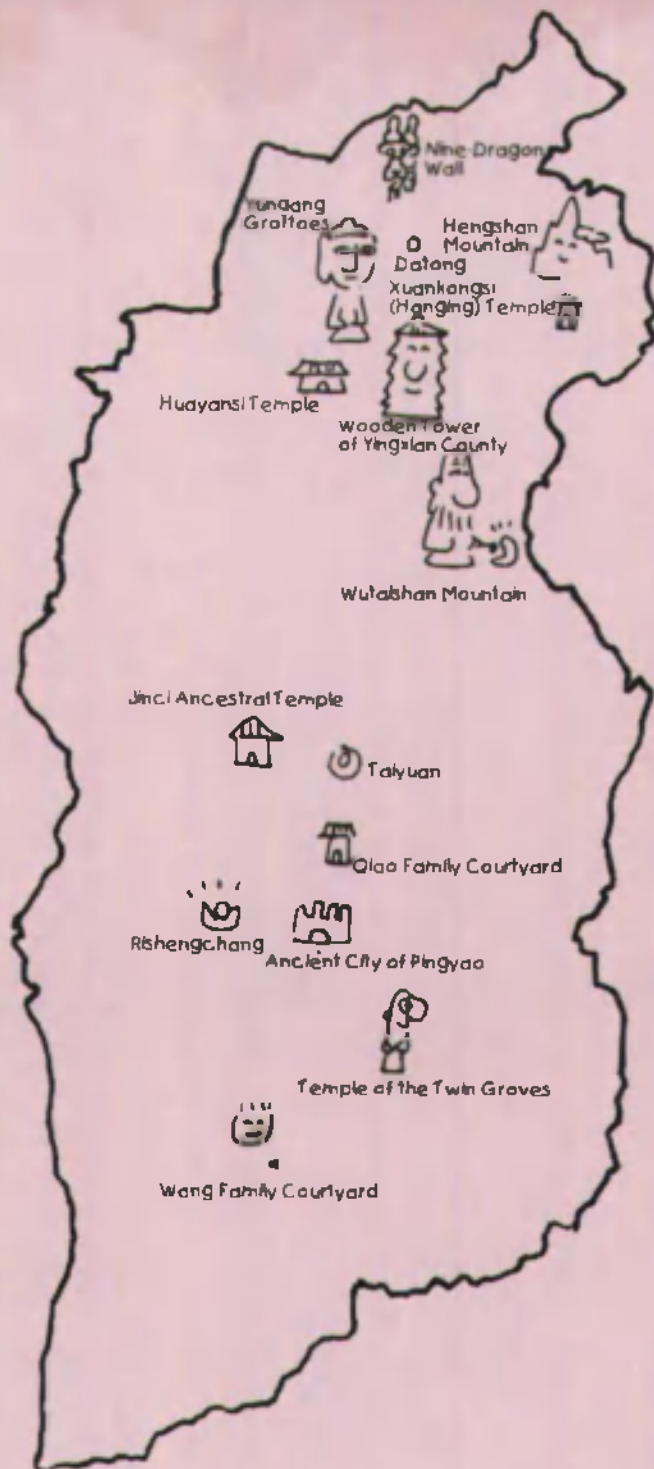 Nine-Dragon
Wall
Yungang
Grottoes
Hengshan
Mountain
Datong
Xuankongsi
(Hanging) Temple
Huayansi Temple
Wooden Tower
of Yingxian County
Wutaishan Mountain
Jinci Ancestral Temple
Taiyuan
Qiao Family Courtyard
Rishengchang
Ancient City of Pingyao
Temple of the Twin Groves
Wang Family Courtyard